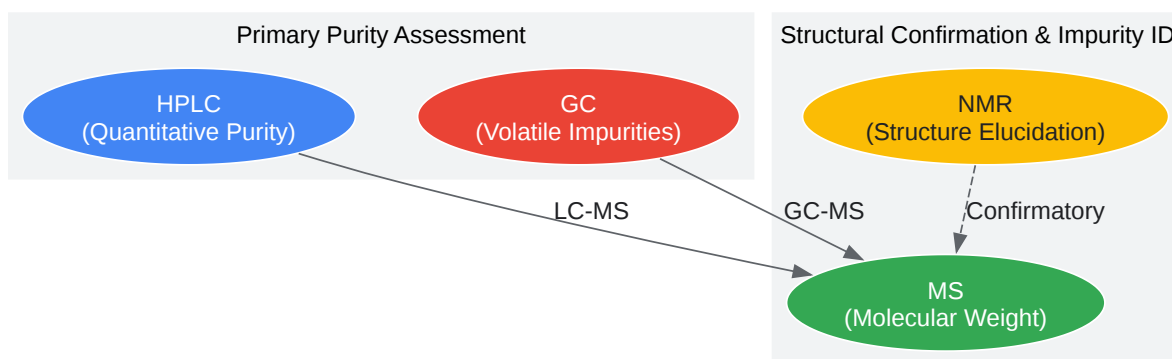 Primary Purity Assessment
Structural Confirmation & Impurity ID
HPLC
(Quantitative Purity)
GC
(Volatile Impurities)
NMR
(Structure Elucidation)
LC-MS
GC-MS
Confirmatory
MS
(Molecular Weight)